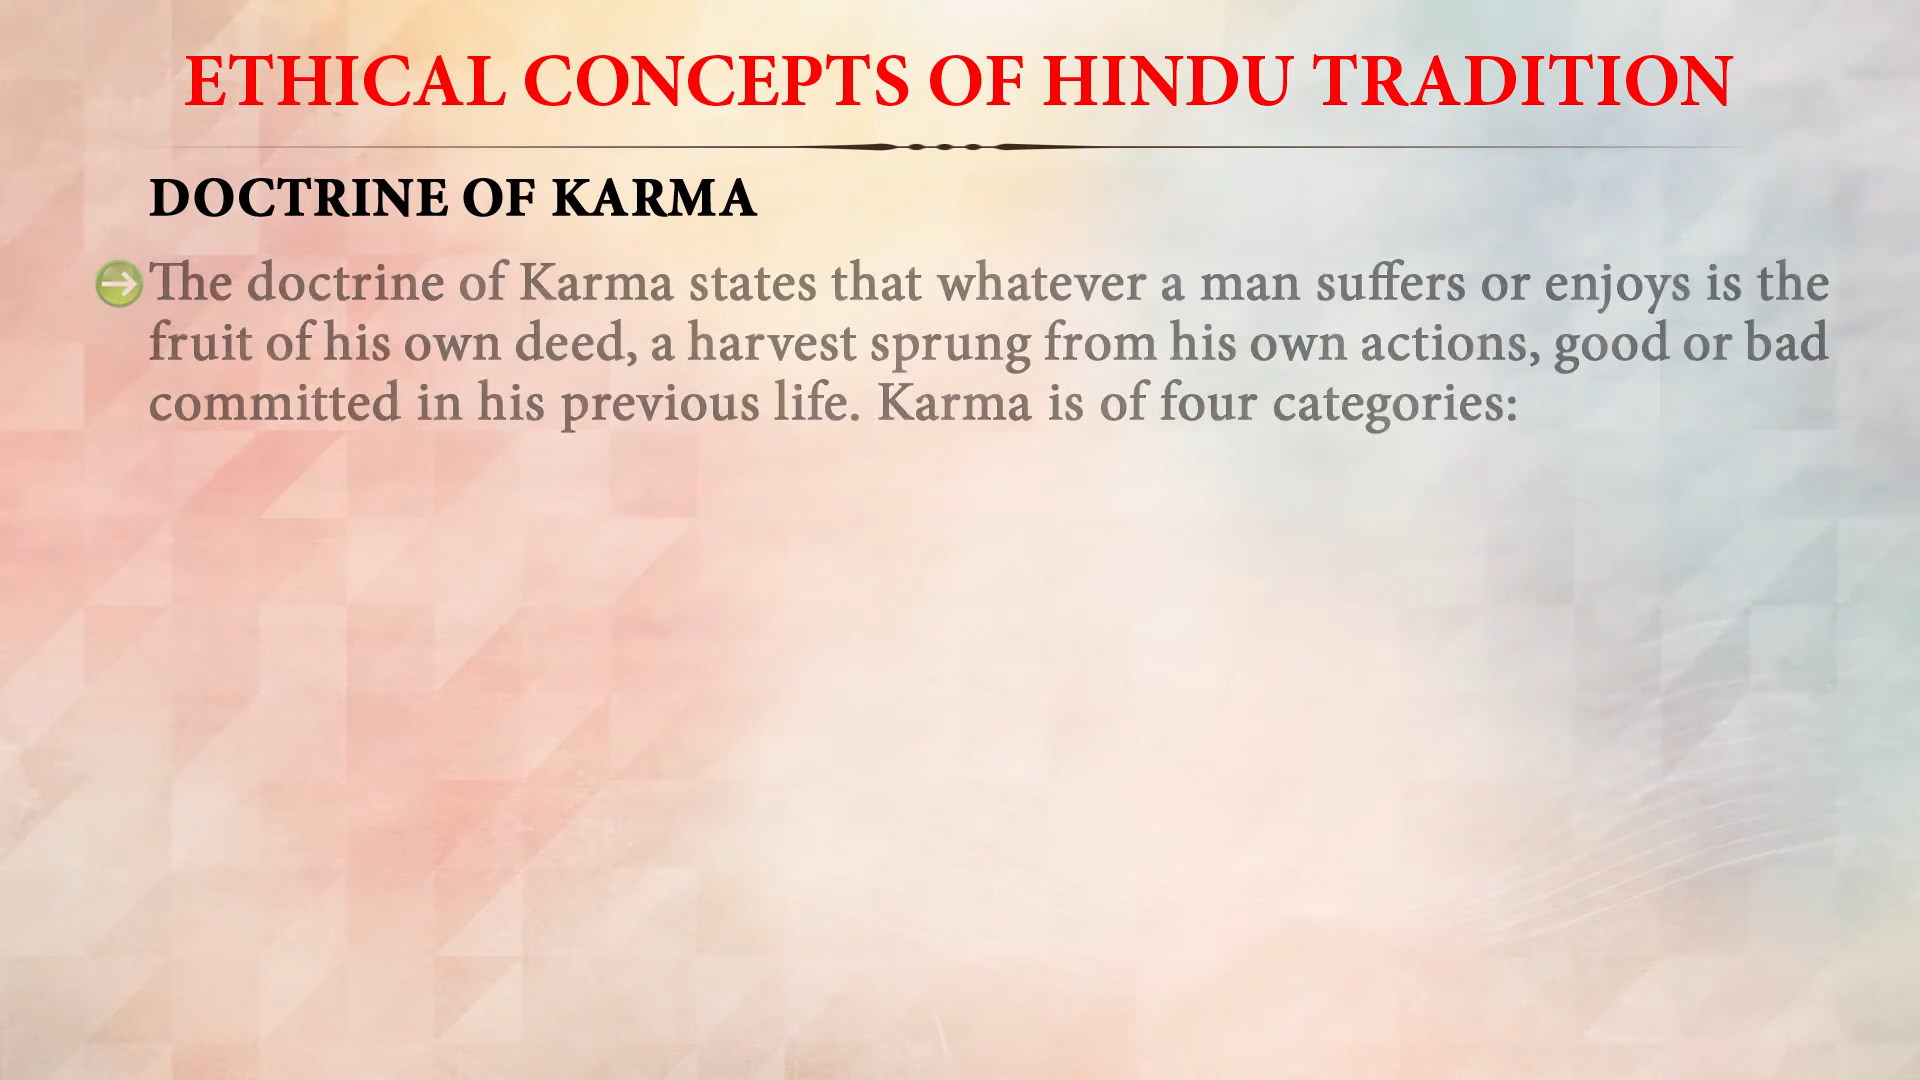 ETHICAL CONCEPTS OF HINDU TRADITION
DOCTRINE OF KARMA
The doctrine of Karma states that whatever a man suffers or enjoys is the
fruit of his own deed, a harvest sprung from his own actions, good or bad
committed in his previous life. Karma is of four categories: